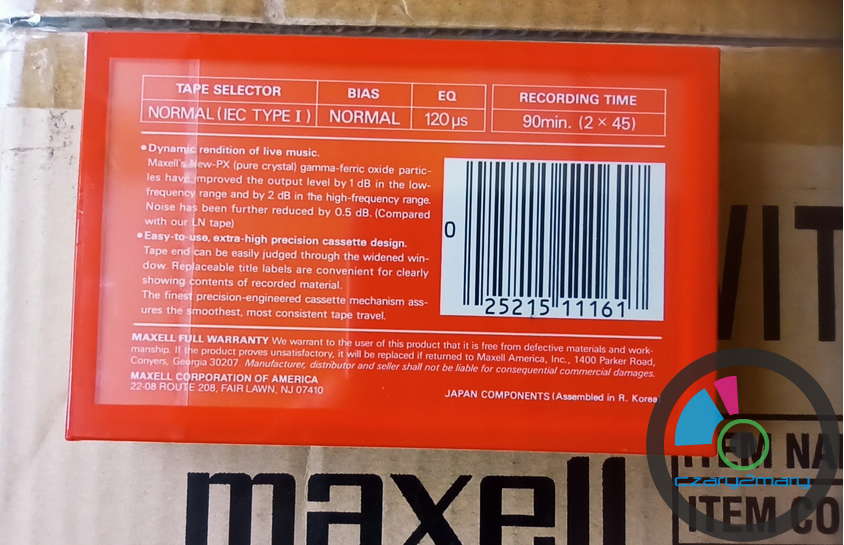 TAPE SELECTOR BIAS EQ RECORDING TIME
NORMAL (IEC TYPE I) NORMAL 120µs 90min. (2 × 45)
•Dynamic rendition of live music.
Maxell's New-PX (pure crystal) gamma-ferric oxide partic-
les have improved the output level by 1 dB in the low-
frequency range and by 2 dB in the high-frequency range.
Noise has been further reduced by 0.5 dB. (Compared
with our LN tape)
•Easy-to-use, extra-high precision cassette design.
Tape end can be easily judged through the widened win-
dow. Replaceable title labels are convenient for clearly
showing contents of recorded material.
The finest precision-engineered cassette mechanism ass-
ures the smoothest, most consistent tape travel.
0
25215 11161
MAXELL FULL WARRANTY We warrant to the user of this product that it is free from defective materials and work-
manship. If the product proves unsatisfactory, it will be replaced if returned to Maxell America, Inc., 1400 Parker Road,
Conyers, Georgia 30207. Manufacturer, distributor and seller shall not be liable for consequential commercial damages.
MAXELL CORPORATION OF AMERICA
22-08 ROUTE 208, FAIR LAWN, NJ 07410
JAPAN COMPONENTS (Assembled in R. Korea)
VIT
maxell
ITEM NA
czary2mary
ITEM CO